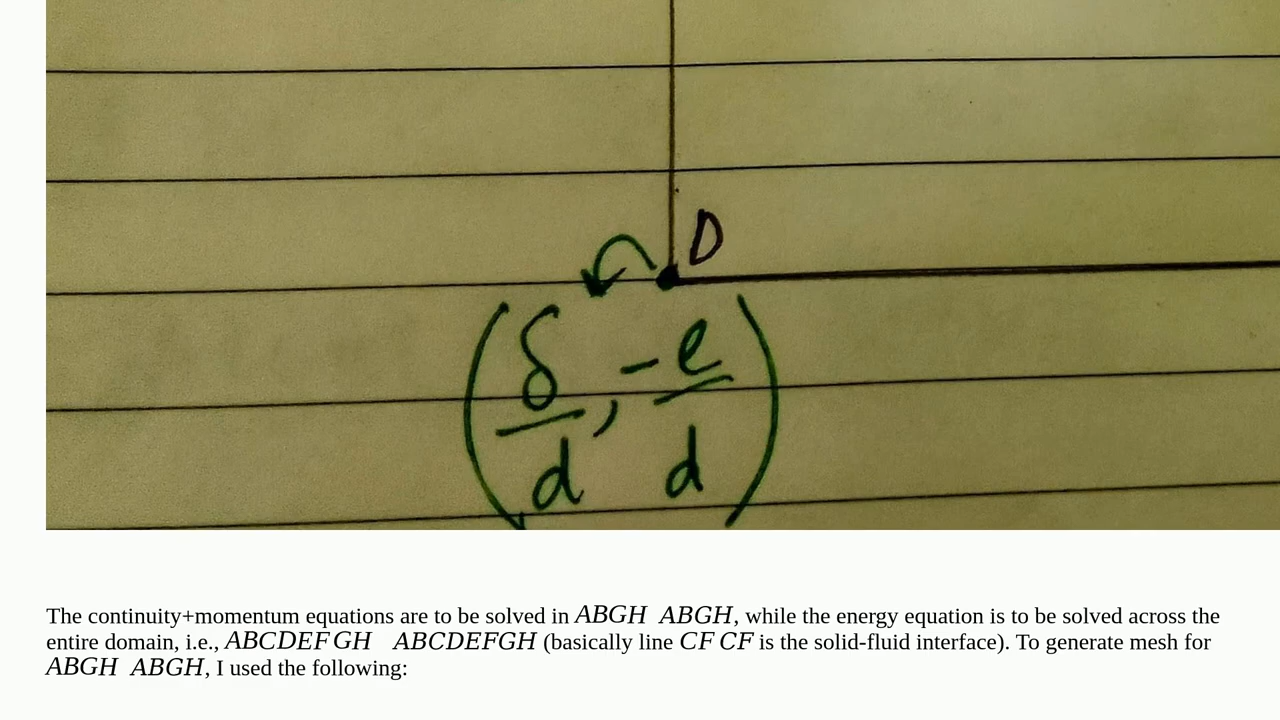 D
(δ/d, -e/d)
The continuity+momentum equations are to be solved in ABGH ABGH, while the energy equation is to be solved across the
entire domain, i.e., ABCDEFGH ABCDEFGH (basically line CF CF is the solid-fluid interface). To generate mesh for
ABGH ABGH, I used the following: